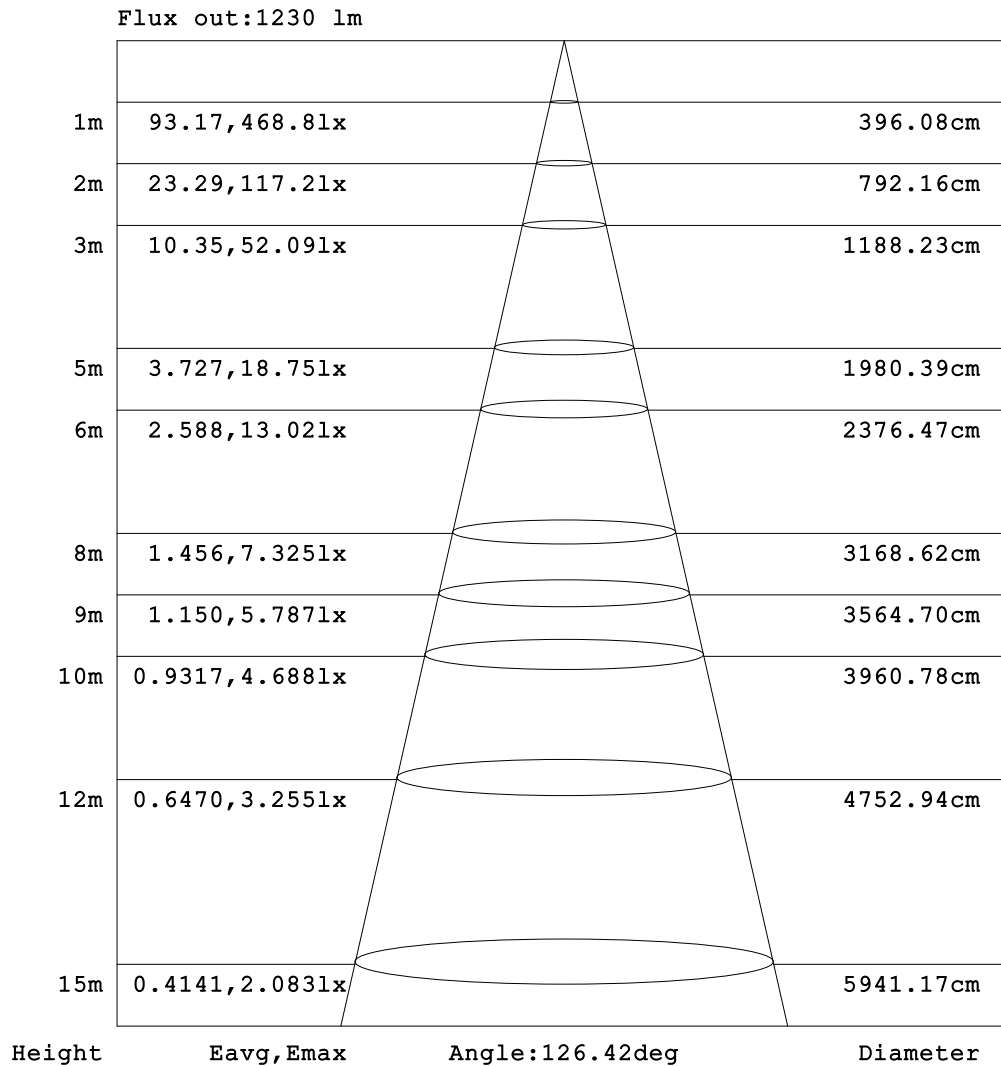 Flux out:1230 lm
1m 93.17,468.8lx 396.08cm
2m 23.29,117.2lx 792.16cm
3m 10.35,52.09lx 1188.23cm
5m 3.727,18.75lx 1980.39cm
6m 2.588,13.02lx 2376.47cm
8m 1.456,7.325lx 3168.62cm
9m 1.150,5.787lx 3564.70cm
10m 0.9317,4.688lx 3960.78cm
12m 0.6470,3.255lx 4752.94cm
15m 0.4141,2.083lx 5941.17cm
Height Eavg,Emax Angle:126.42deg Diameter